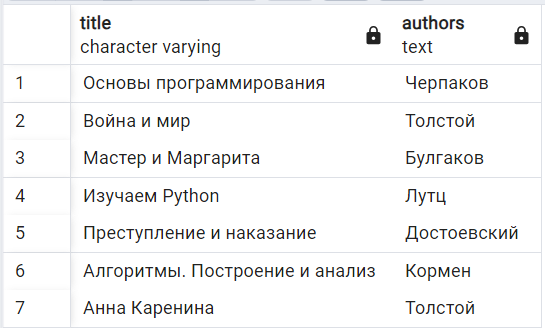 title authors
character varying text
1 Основы программирования Черпаков
2 Война и мир Толстой
3 Мастер и Маргарита Булгаков
4 Изучаем Python Лутц
5 Преступление и наказание Достоевский
6 Алгоритмы. Построение и анализ Кормен
7 Анна Каренина Толстой